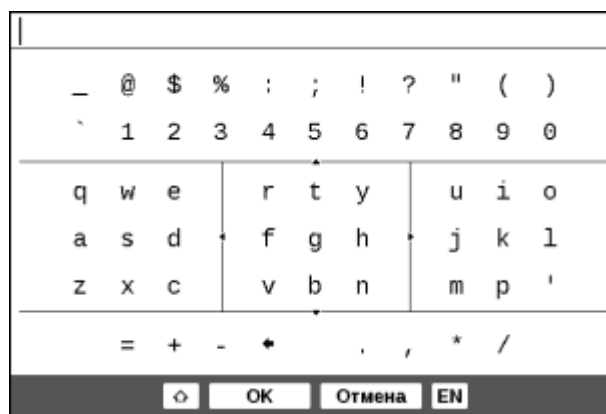 _ @ $ % : ; ! ? " ( )
` 1 2 3 4 5 6 7 8 9 0
q w e r t y u i o
a s d f g h j k l
z x c v b n m p '
= + - . , * /
OK Отмена EN